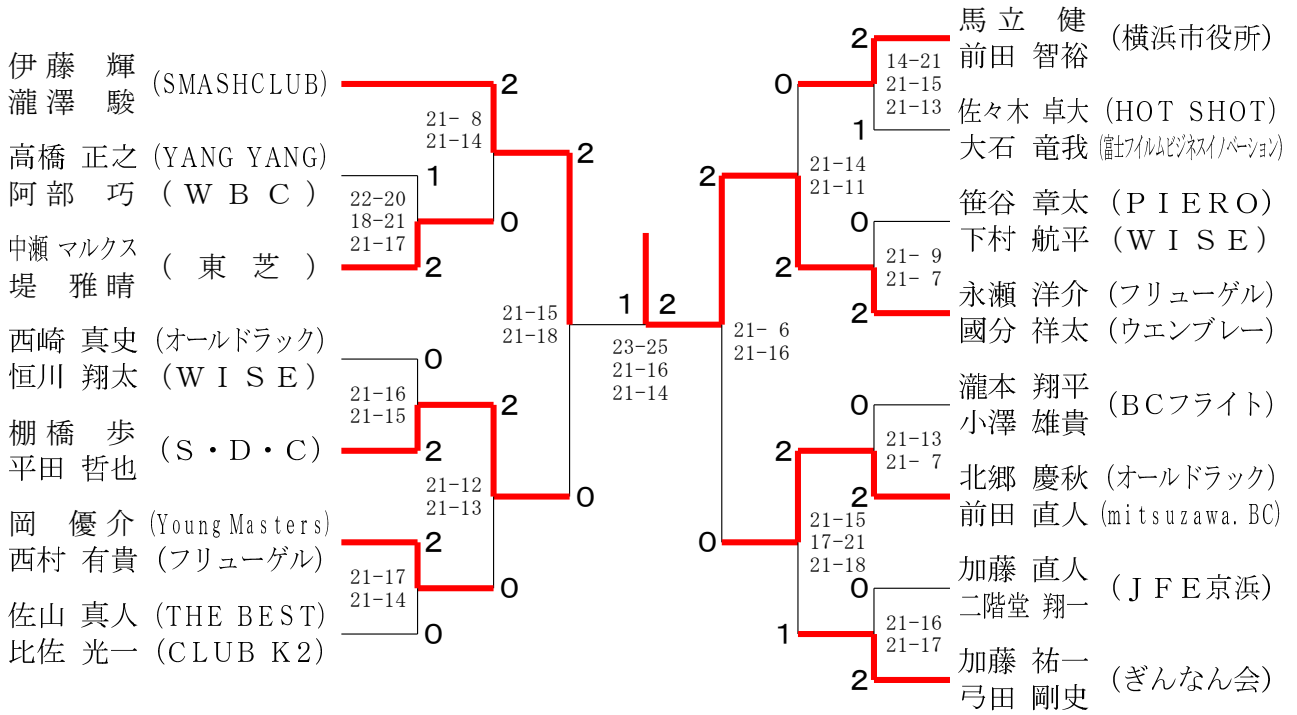 伊藤 輝
瀧澤 駿
(SMASHCLUB)
高橋 正之 (YANG YANG)
阿部 巧 (ＷＢＣ)
中瀬 マルクス
堤 雅晴
(東芝)
西崎 真史 (オールドラック)
恒川 翔太 (ＷＩＳＥ)
棚橋 歩
平田 哲也
(Ｓ・Ｄ・Ｃ)
岡 優介 (Young Masters)
西村 有貴 (フリューゲル)
佐山 真人 (THE BEST)
比佐 光一 (CLUB K2)
2
21- 8
21-14
0
1
22-20
18-21
21-17
2
0
21-16
21-15
2
2
21-12
21-13
0
2
21-17
21-14
0
2
21-15
21-18
0
1 2
23-25
21-16
21-14
2
21- 6
21-16
0
0
21-14
21-11
2
2
21-15
17-21
21-18
1
2
14-21
21-15
21-13
1
0
21- 9
21- 7
2
0
21-13
21- 7
2
0
21-16
21-17
2
馬立 健
前田 智裕
(横浜市役所)
佐々木 卓大 (HOT SHOT)
大石 竜我 (富士フイルムビジネスイノベーション)
笹谷 章太 (ＰＩＥＲＯ)
下村 航平 (ＷＩＳＥ)
永瀬 洋介 (フリューゲル)
國分 祥太 (ウエンブレー)
瀧本 翔平
小澤 雄貴
(ＢＣフライト)
北郷 慶秋 (オールドラック)
前田 直人 (mitsuzawa.BC)
加藤 直人
二階堂 翔一
(ＪＦＥ京浜)
加藤 祐一
弓田 剛史
(ぎんなん会)